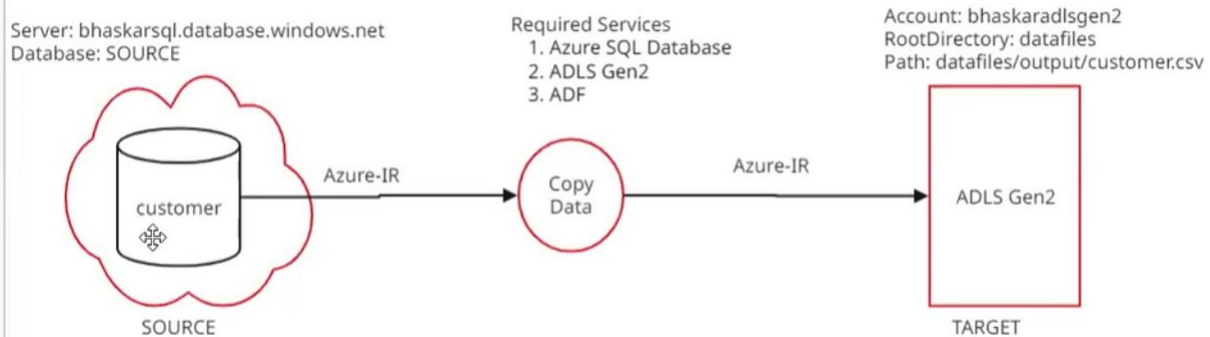 Server: bhaskarsql.database.windows.net
Database: SOURCE
Required Services
1. Azure SQL Database
2. ADLS Gen2
3. ADF
Account: bhaskaradlsgen2
RootDirectory: datafiles
Path: datafiles/output/customer.csv
customer
Azure-IR
Copy
Data
Azure-IR
ADLS Gen2
SOURCE
TARGET